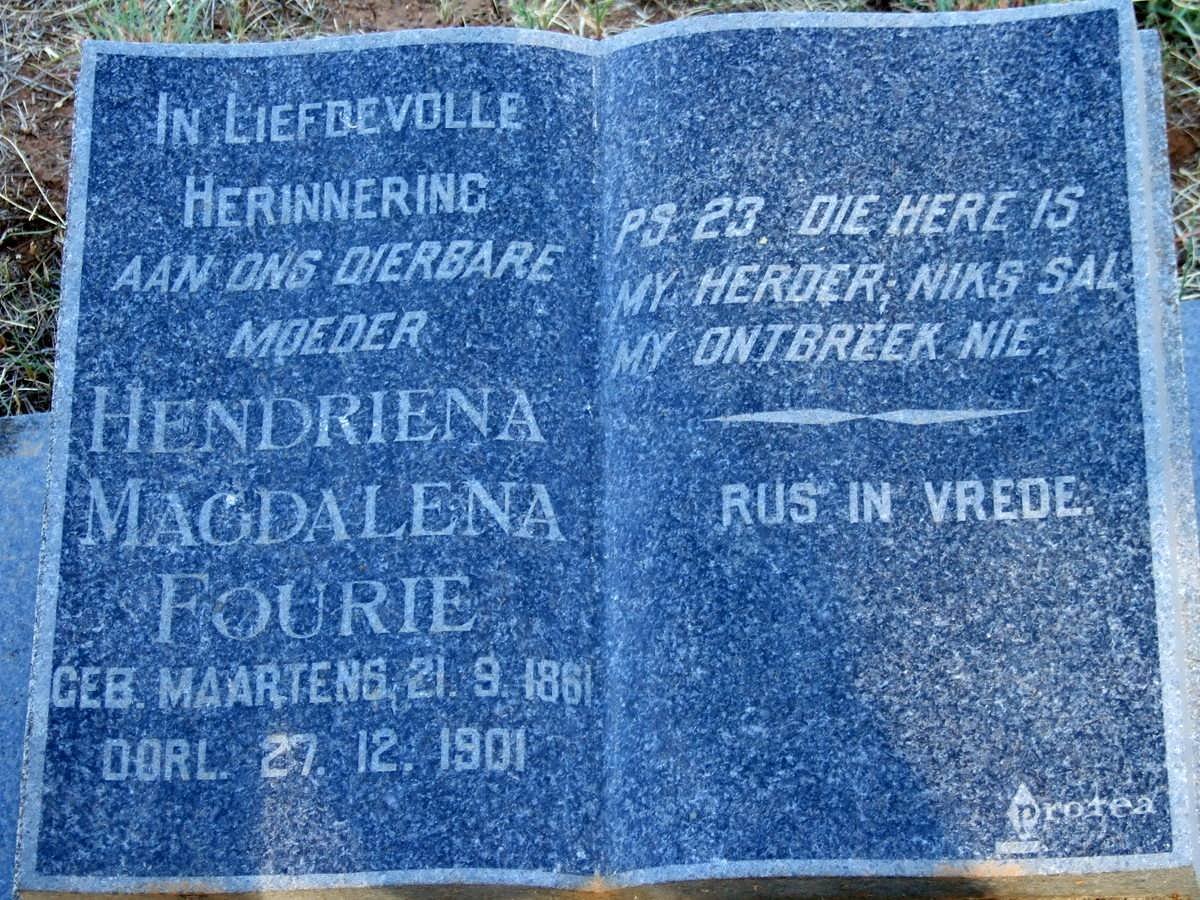 IN LIEFDEVOLLE
HERINNERING
AAN ONS DIERBARE
MOEDER
HENDRIENA
MAGDALENA
FOURIE
GEB. MAARTENS, 21. 9. 1861
OORL. 27. 12. 1901
PS. 23 DIE HERE IS
MY HERDER; NIKS SAL
MY ONTBREEK NIE.
RUS IN VREDE.
protea